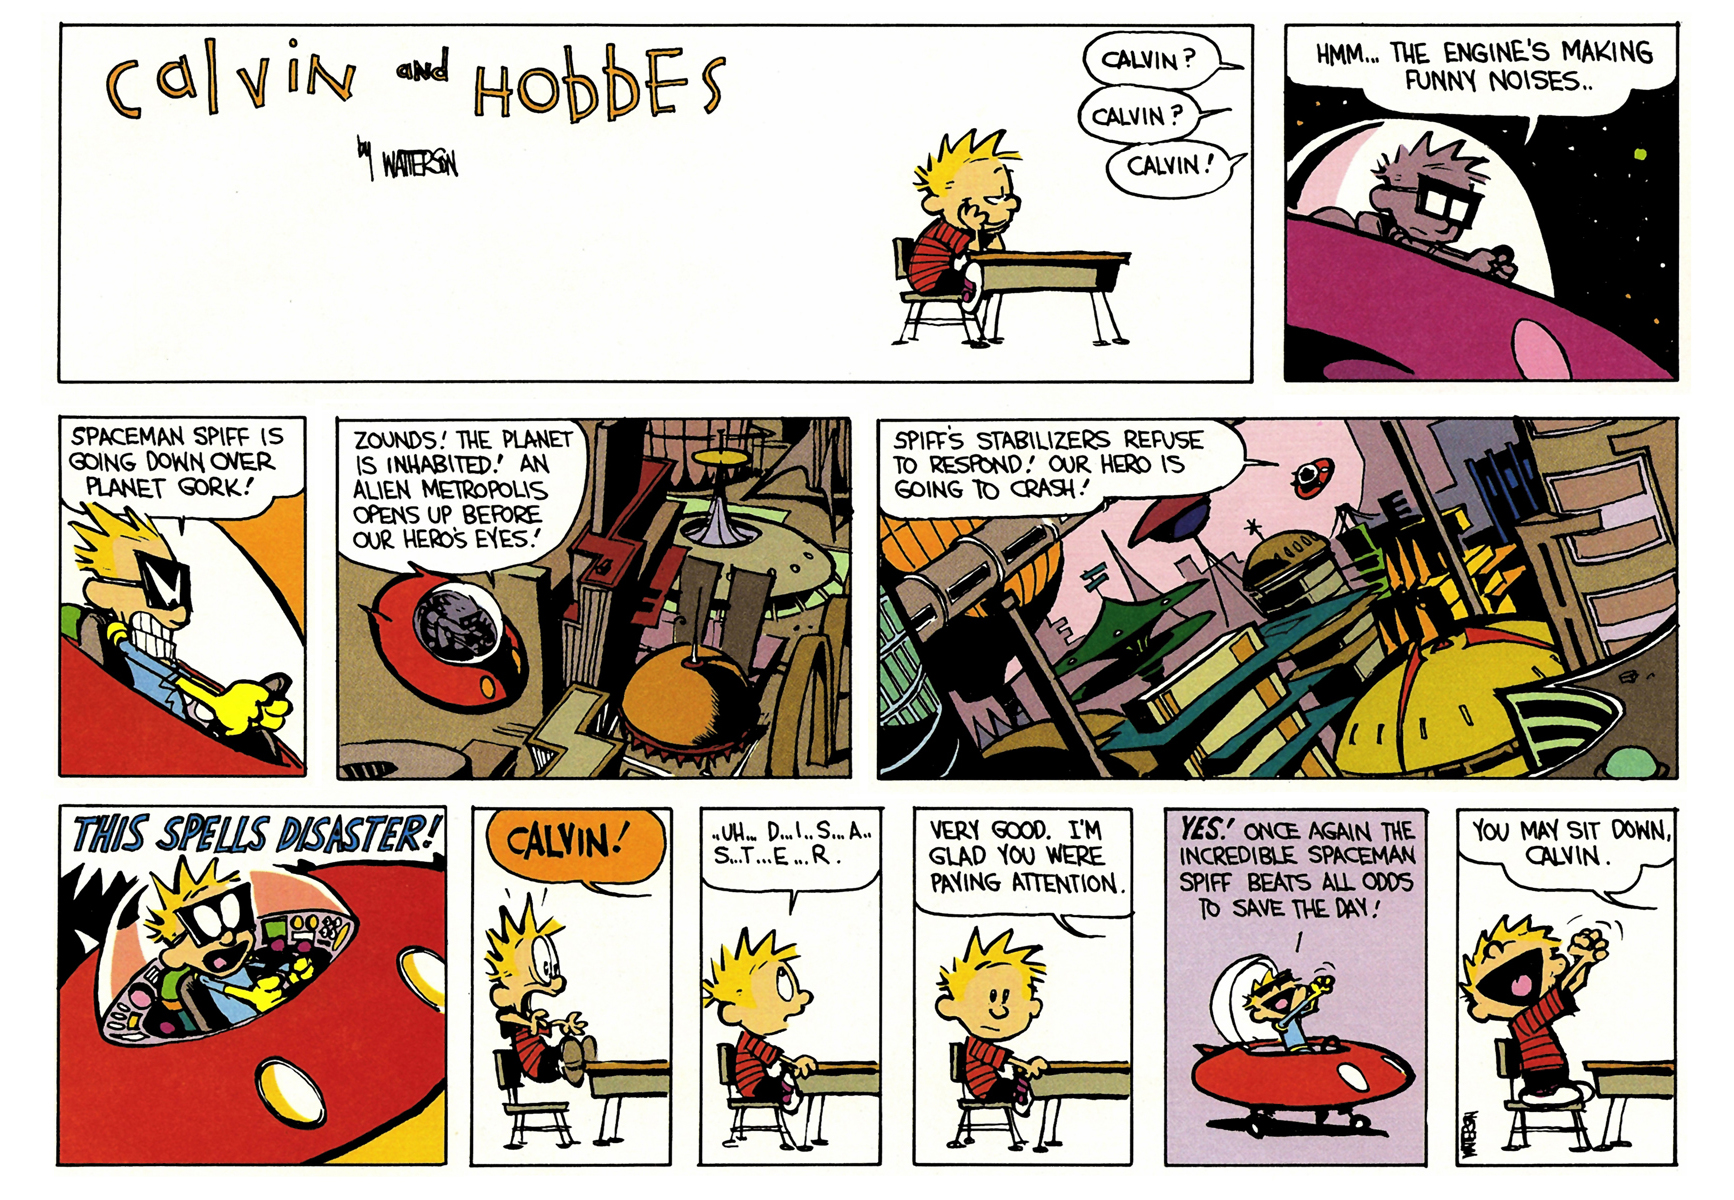 Calvin and HobbEs
by WATTERSON
CALVIN?
CALVIN?
CALVIN!
HMM... THE ENGINE'S MAKING
FUNNY NOISES..
SPACEMAN SPIFF IS
GOING DOWN OVER
PLANET GORK!
ZOUNDS! THE PLANET
IS INHABITED! AN
ALIEN METROPOLIS
OPENS UP BEFORE
OUR HERO'S EYES!
SPIFF'S STABILIZERS REFUSE
TO RESPOND! OUR HERO IS
GOING TO CRASH!
THIS SPELLS DISASTER!
CALVIN!
..UH... D...I..S...A..
S...T...E...R.
VERY GOOD. I'M
GLAD YOU WERE
PAYING ATTENTION.
YES! ONCE AGAIN THE
INCREDIBLE SPACEMAN
SPIFF BEATS ALL ODDS
TO SAVE THE DAY!
YOU MAY SIT DOWN,
CALVIN.
WATTERSON